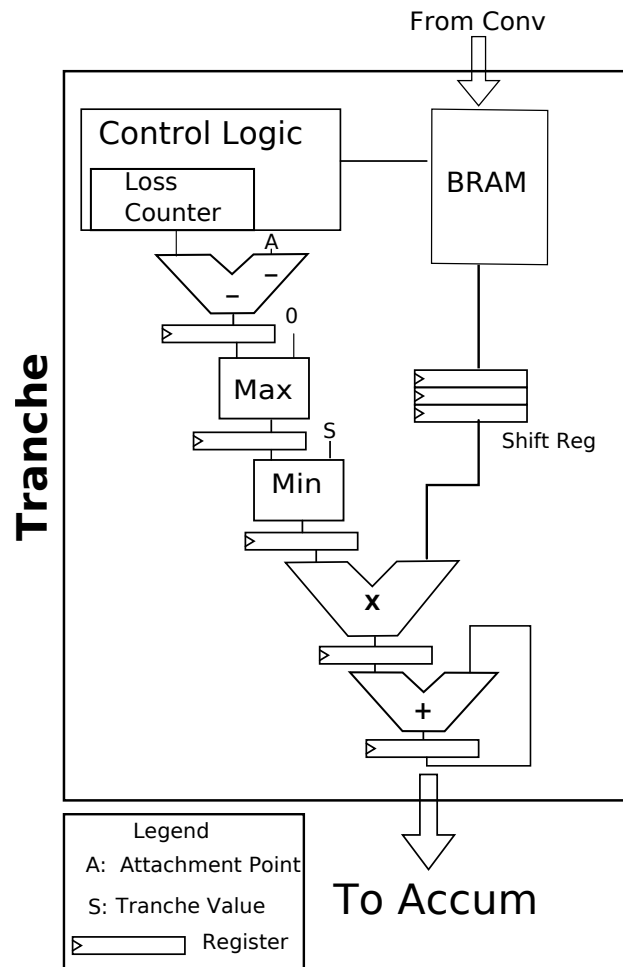 From Conv
Control Logic
Loss
Counter
BRAM
A
–
–
0
Max
S
Shift Reg
Min
Tranche
x
+
To Accum
Legend
A: Attachment Point
S: Tranche Value
Register